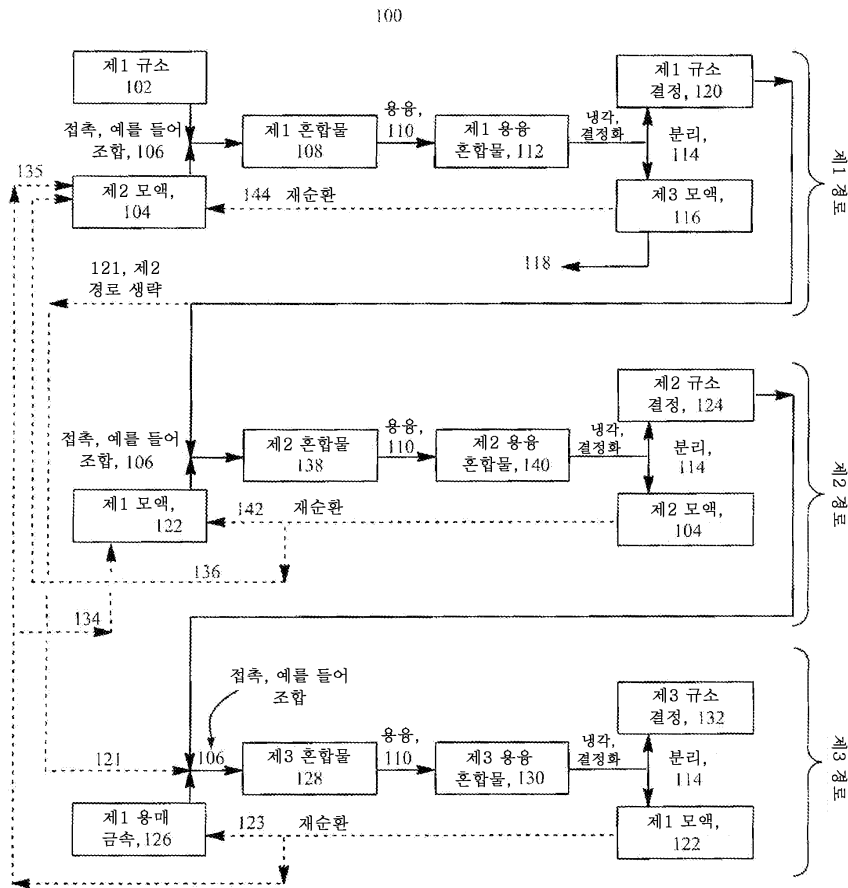 100
제1 규소
102
접촉, 예를 들어
조합, 106
제2 모액,
104
135
제1 혼합물
108
용융,
110
제1 용융
혼합물, 112
냉각,
결정화
제1 규소
결정, 120
분리,
114
제3 모액,
116
144 재순환
118
제1 경로
121, 제2
경로 생략
접촉, 예를 들어
조합, 106
제1 모액,
122
제2 혼합물
138
용융,
110
제2 용융
혼합물, 140
냉각,
결정화
제2 규소
결정, 124
분리,
114
제2 모액,
104
142 재순환
136
134
제2 경로
접촉, 예를 들어
조합
121
106
제1 용매
금속, 126
제3 혼합물
128
용융,
110
제3 용융
혼합물, 130
냉각,
결정화
제3 규소
결정, 132
분리,
114
제1 모액,
122
123 재순환
제3 경로